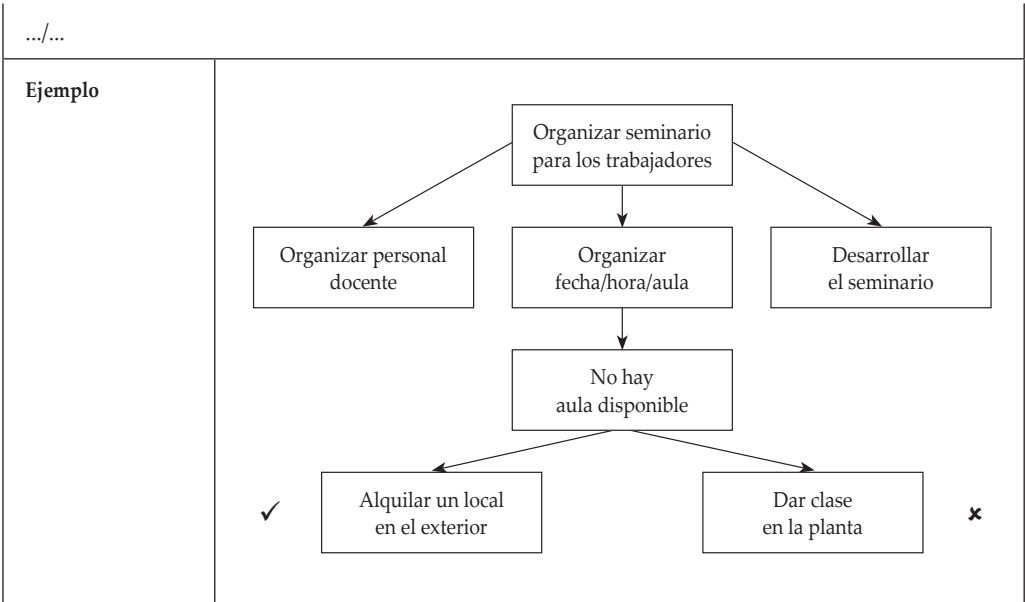 .../...
Ejemplo
Organizar seminario
para los trabajadores
Organizar personal
docente
Organizar
fecha/hora/aula
Desarrollar
el seminario
No hay
aula disponible
✓
Alquilar un local
en el exterior
Dar clase
en la planta
✘